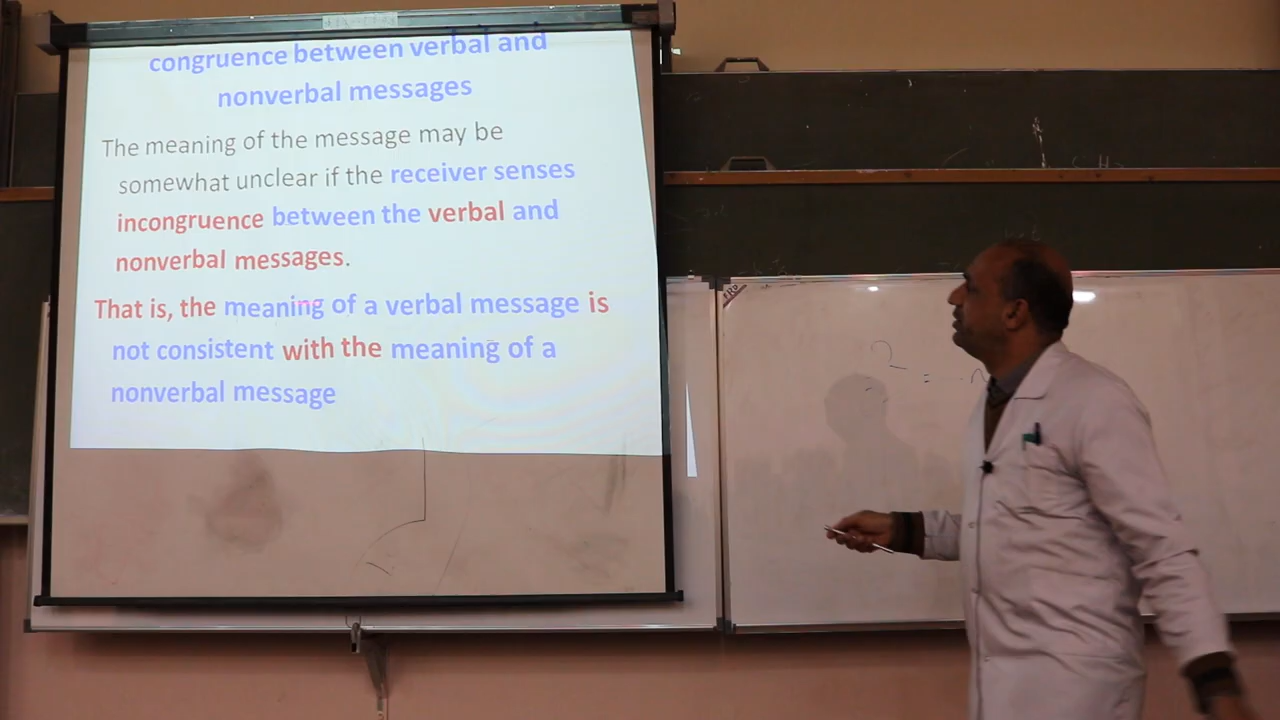 congruence between verbal and
nonverbal messages
The meaning of the message may be
somewhat unclear if the receiver senses
incongruence between the verbal and
nonverbal messages.
That is, the meaning of a verbal message is
not consistent with the meaning of a
nonverbal message
2
=